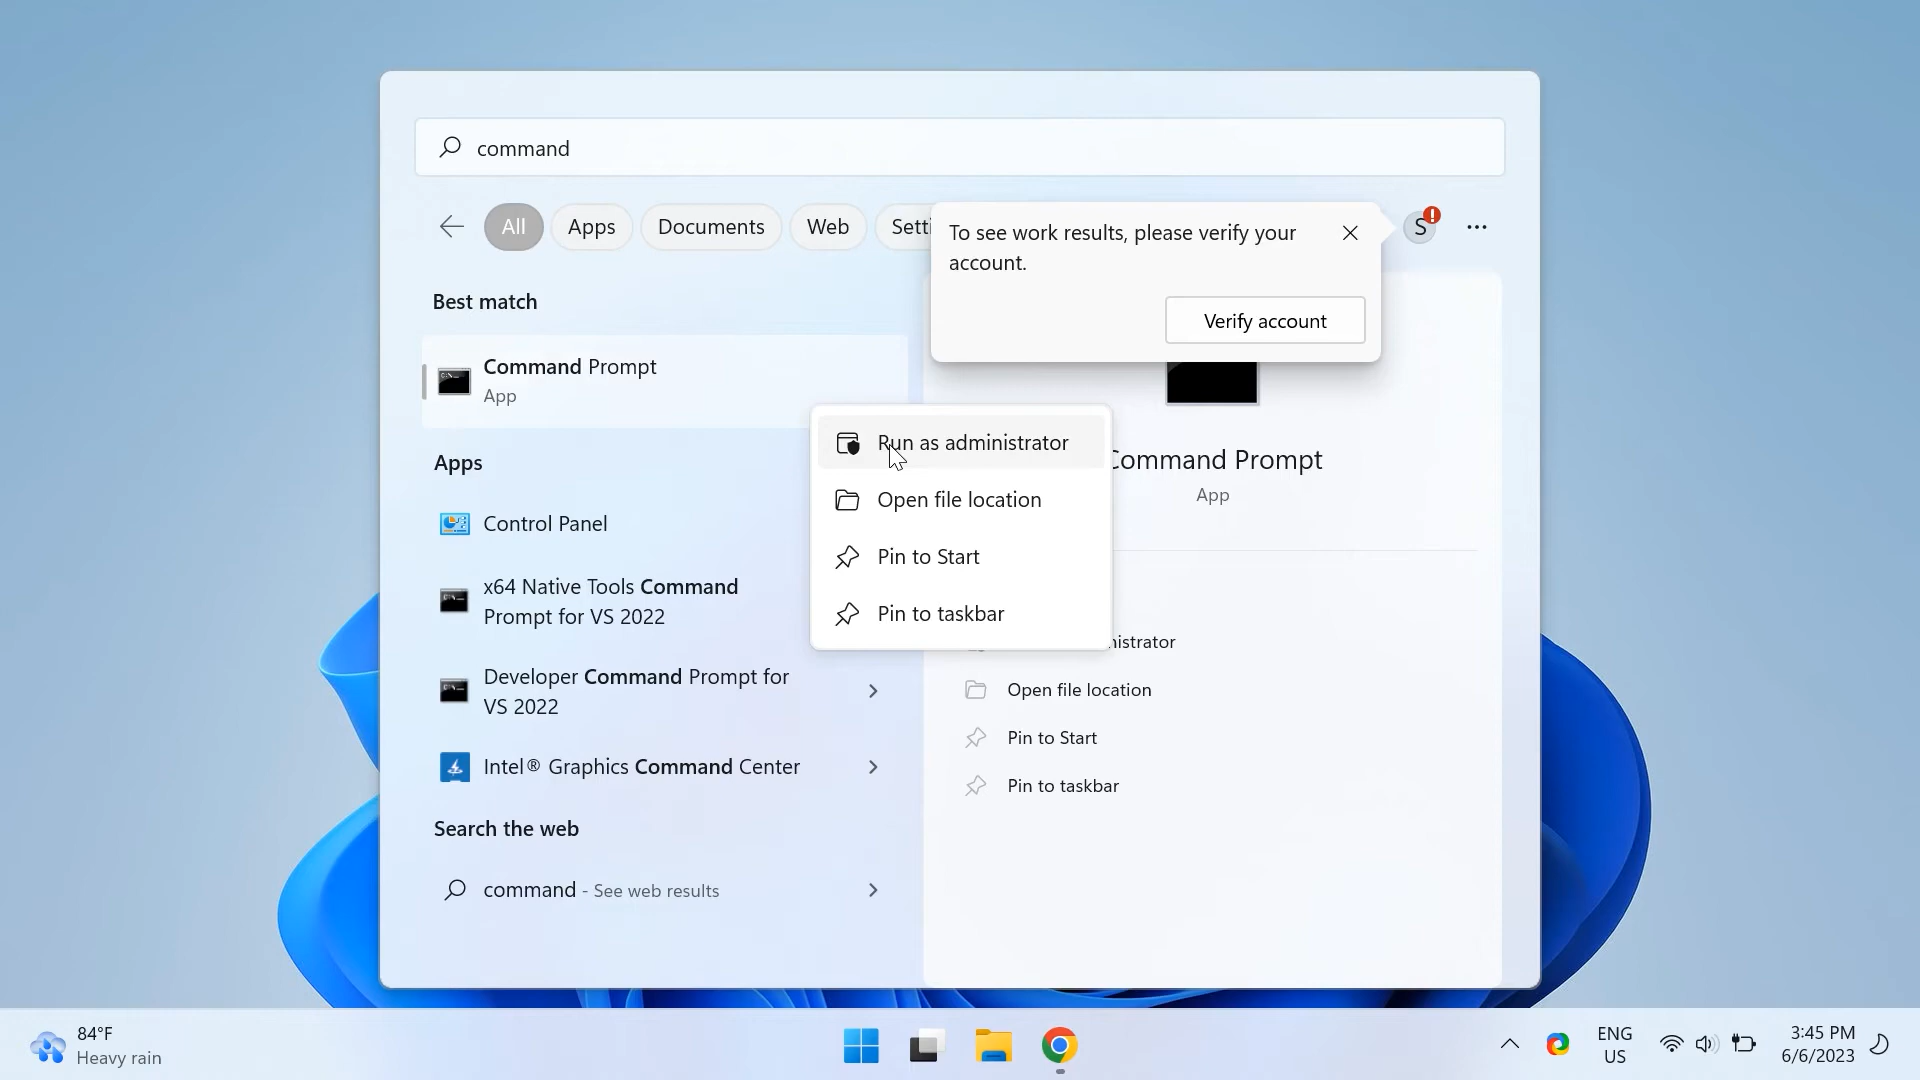 command
All
Apps
Documents
Web
Setti
To see work results, please verify your
account.
Verify account
S
Best match
Command Prompt
App
Run as administrator
Open file location
Pin to Start
Pin to taskbar
Apps
Control Panel
x64 Native Tools Command
Prompt for VS 2022
Developer Command Prompt for
VS 2022
Intel® Graphics Command Center
Search the web
command - See web results
Command Prompt
App
nistrator
Open file location
Pin to Start
Pin to taskbar
84°F
Heavy rain
ENG
US
3:45 PM
6/6/2023